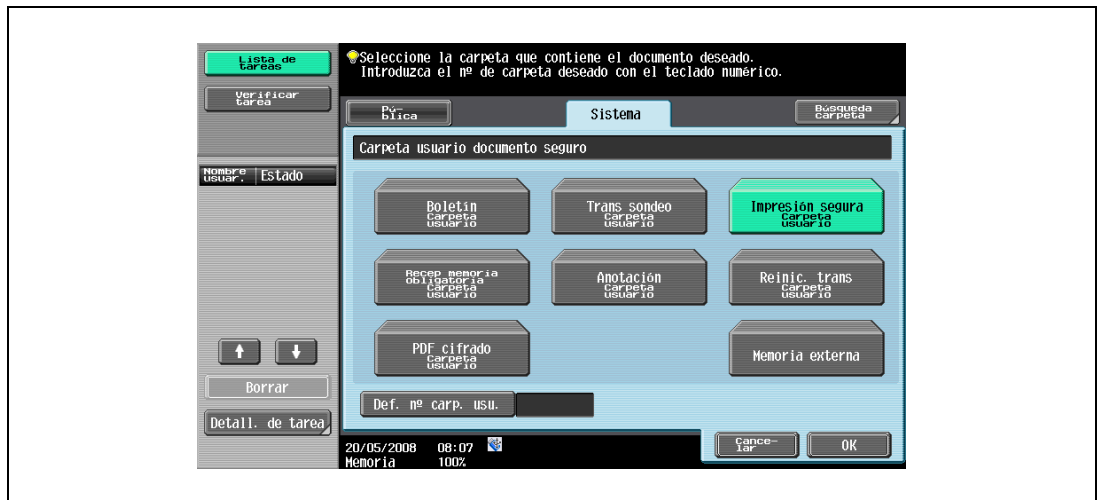 Lista de
tareas
Verificar
tarea
Nombre
usuar.
Estado
Borrar
Detall. de tarea
Seleccione la carpeta que contiene el documento deseado.
Introduzca el nº de carpeta deseado con el teclado numérico.
Pú-
blica
Sistema
Búsqueda
carpeta
Carpeta usuario documento seguro
Boletín
Carpeta
usuario
Trans sondeo
Carpeta
usuario
Impresión segura
Carpeta
usuario
Recep memoria
obligatoria
Carpeta
usuario
Anotación
Carpeta
usuario
Reinic. trans
Carpeta
usuario
PDF cifrado
Carpeta
usuario
Memoria externa
Def. nº carp. usu.
20/05/2008 08:07
Memoria 100%
Cance-
lar
OK